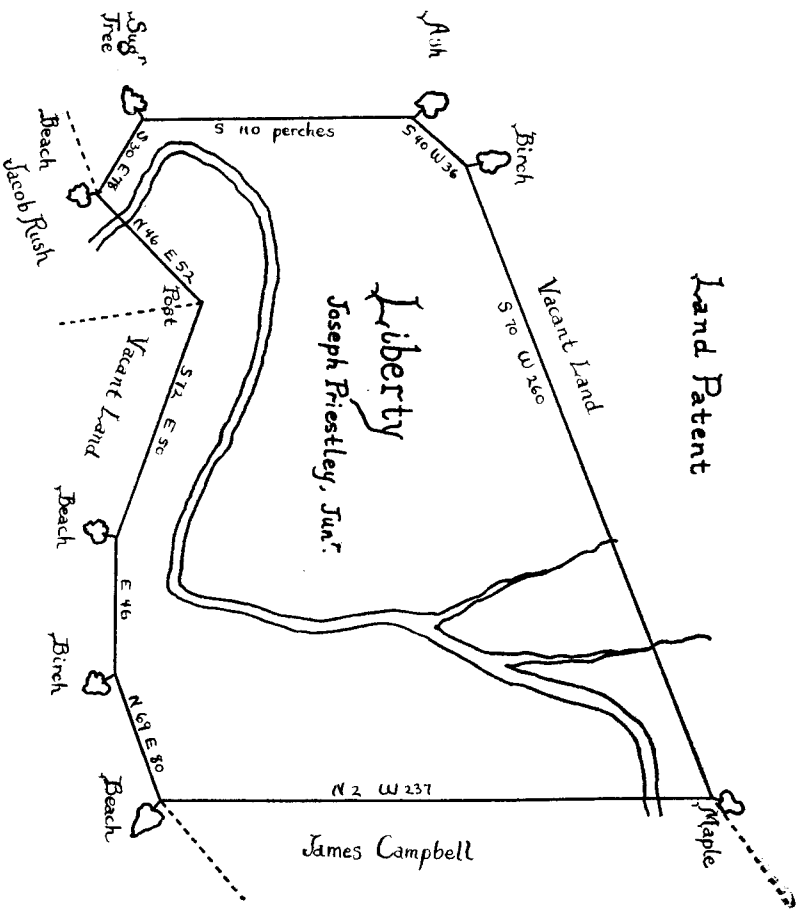 Land Patent
Vacant Land
S 70 W 260
Birch
Ash
S 40 W 36
S 110 perches
Sugr
Tree
S 30 E 78
Beach
Jacob Rush
N 46 E 52
Post
Liberty
Joseph Priestley, Junr.
Vacant Land
S 72 E 50
Beach
E 46
Birch
N 69 E 80
Beach
N 2 W 237
James Campbell
Maple